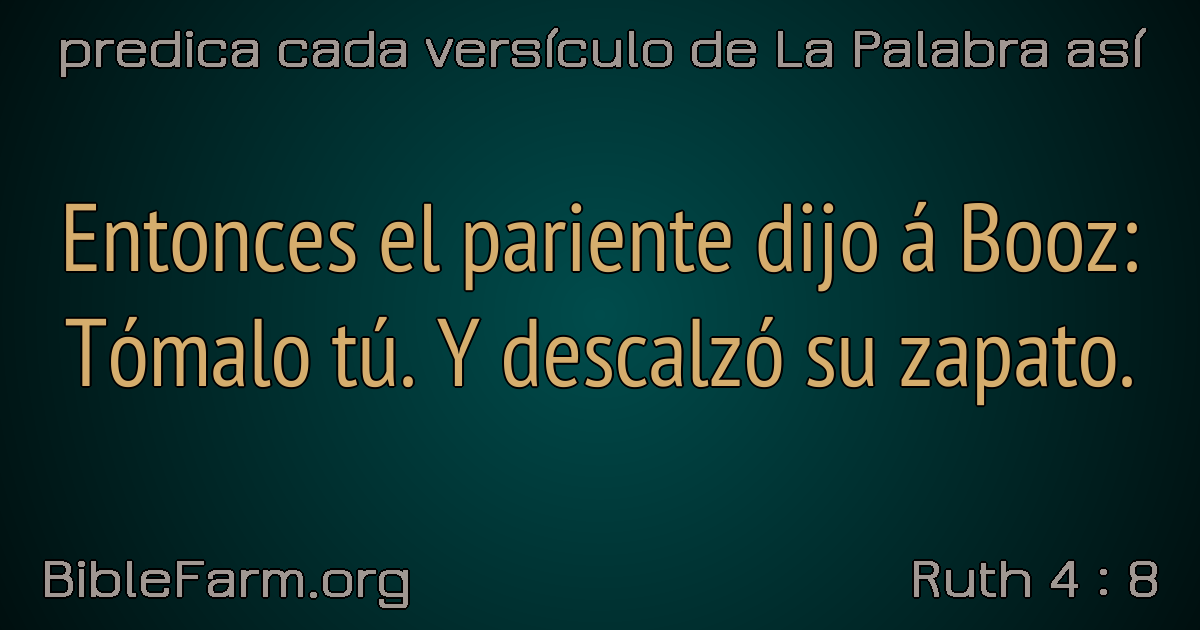 predica cada versículo de La Palabra así
Entonces el pariente dijo á Booz:
Tómalo tú. Y descalzó su zapato.
BibleFarm.org
Ruth 4 : 8